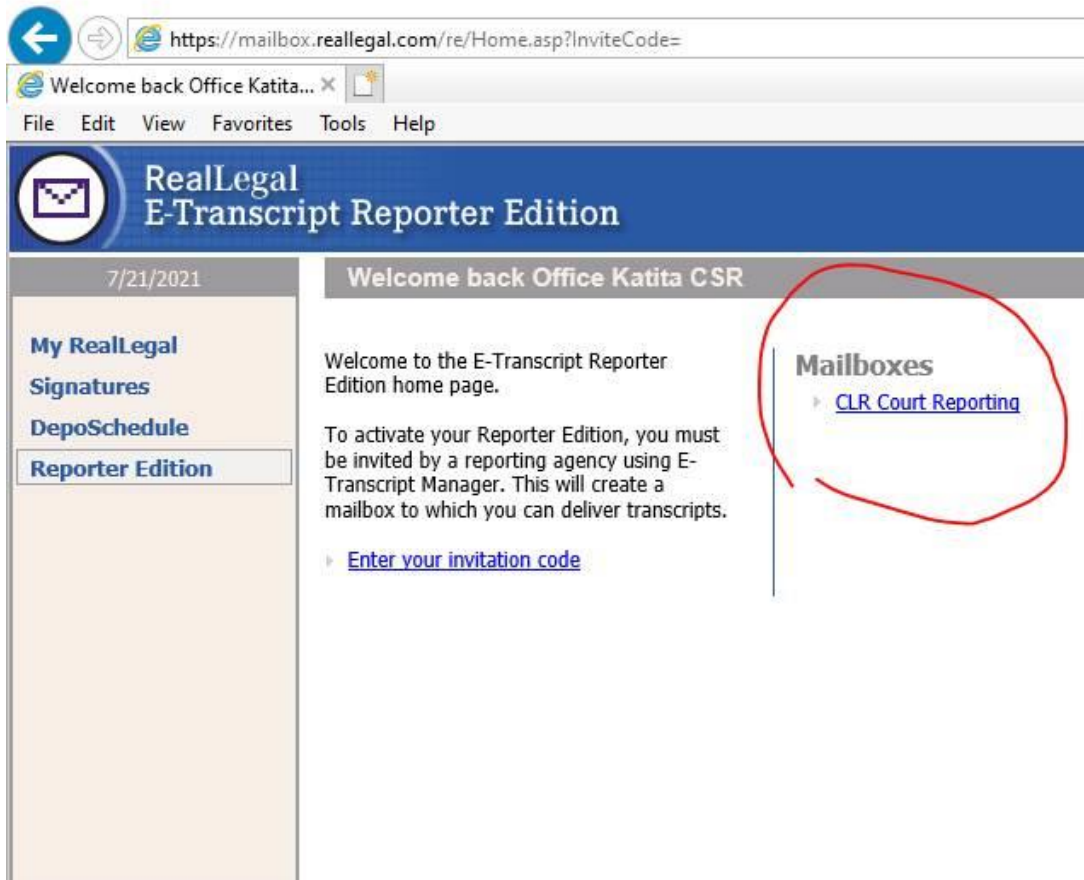 https://mailbox.reallegal.com/re/Home.asp?InviteCode=
Welcome back Office Katita...
File Edit View Favorites Tools Help
RealLegal
E-Transcript Reporter Edition
7/21/2021
Welcome back Office Katita CSR
My RealLegal
Signatures
DepoSchedule
Reporter Edition
Welcome to the E-Transcript Reporter
Edition home page.
To activate your Reporter Edition, you must
be invited by a reporting agency using E-
Transcript Manager. This will create a
mailbox to which you can deliver transcripts.
Enter your invitation code
Mailboxes
CLR Court Reporting